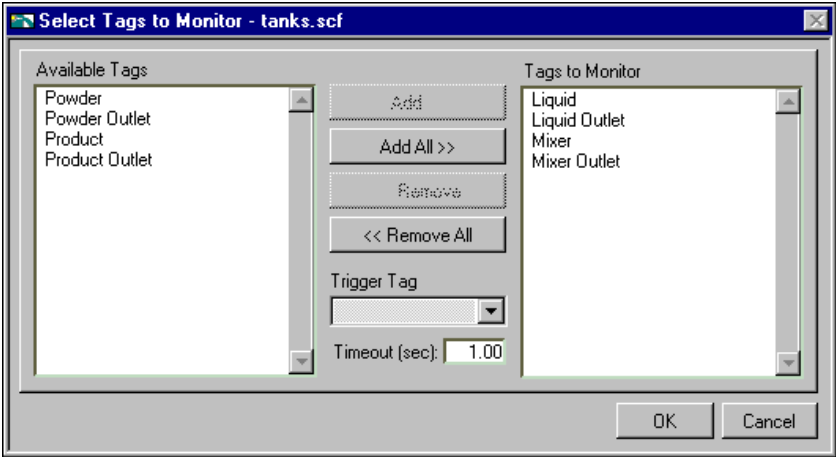 Select Tags to Monitor - tanks.scf
Available Tags
Powder
Powder Outlet
Product
Product Outlet
Add
Add All >>
Remove
<< Remove All
Trigger Tag
Timeout (sec): 1.00
Tags to Monitor
Liquid
Liquid Outlet
Mixer
Mixer Outlet
OK
Cancel